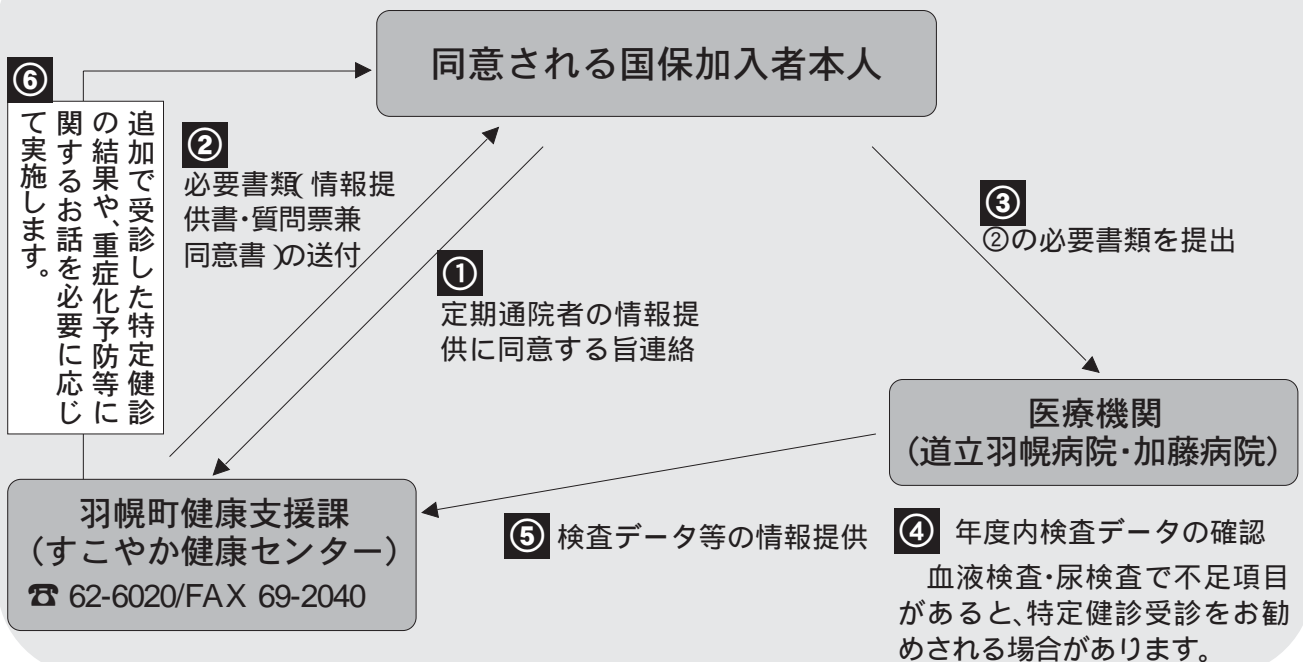 同意される国保加入者本人
⑥
追加で受診した特定健診
の結果や、重症化予防等に
関するお話を必要に応じ
て実施します。
②
必要書類(情報提
供書・質問票兼
同意書)の送付
①
定期通院者の情報提
供に同意する旨連絡
③
②の必要書類を提出
医療機関
(道立羽幌病院・加藤病院)
羽幌町健康支援課
(すこやか健康センター)
☎ 62-6020/FAX 69-2040
⑤ 検査データ等の情報提供
④ 年度内検査データの確認
血液検査・尿検査で不足項目
があると、特定健診受診をお勧
めされる場合があります。